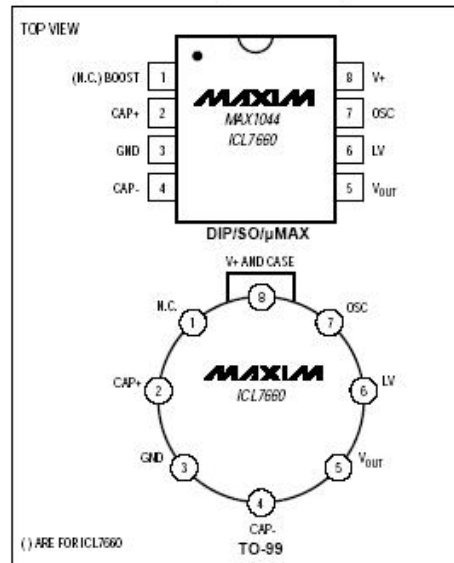 TOP VIEW
(N.C.) BOOST 1
CAP+ 2
GND 3
CAP- 4
MAXIM
MAX1044
ICL7660
8 V+
7 OSC
6 LV
5 VOUT
DIP/SO/µMAX
V+ AND CASE
8
N.C. 1
7 OSC
CAP+ 2
MAXIM
ICL7660
6 LV
GND 3
5 VOUT
4
CAP-
TO-99
( ) ARE FOR ICL7660